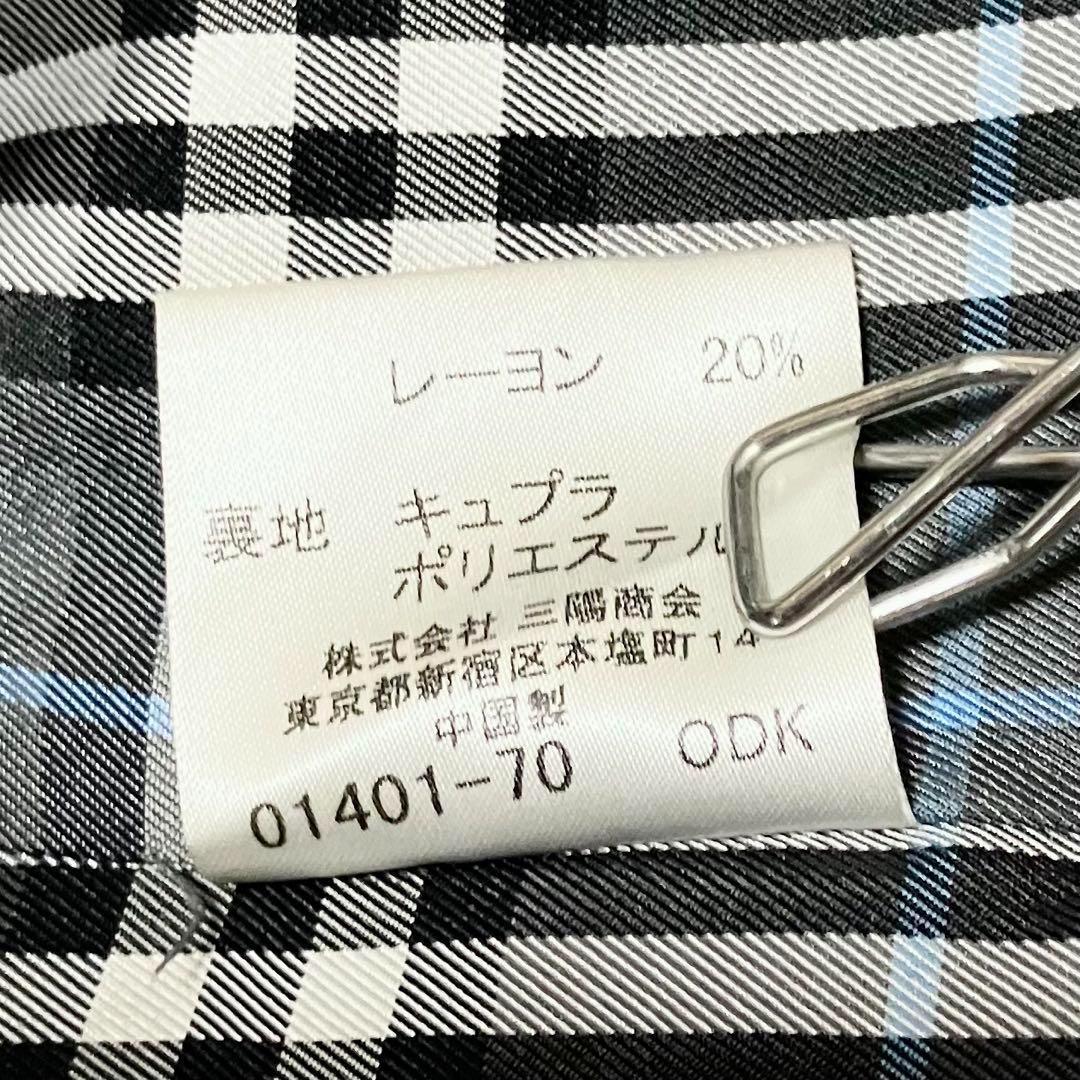 レーヨン 20%
裏地 キュプラ
ポリエステル
株式会社 三陽商会
東京都新宿区本塩町14
中国製
01401-70 ODK